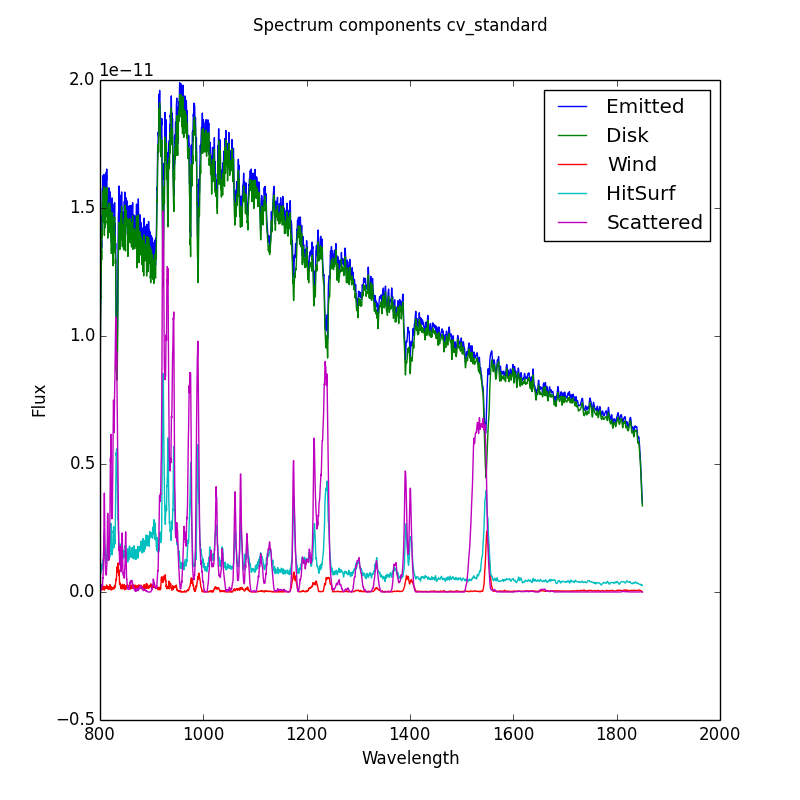 Spectrum components cv_standard
1e−11
2.0
1.5
1.0
0.5
0.0
−0.5
Flux
Emitted
Disk
Wind
HitSurf
Scattered
800 1000 1200 1400 1600 1800 2000
Wavelength